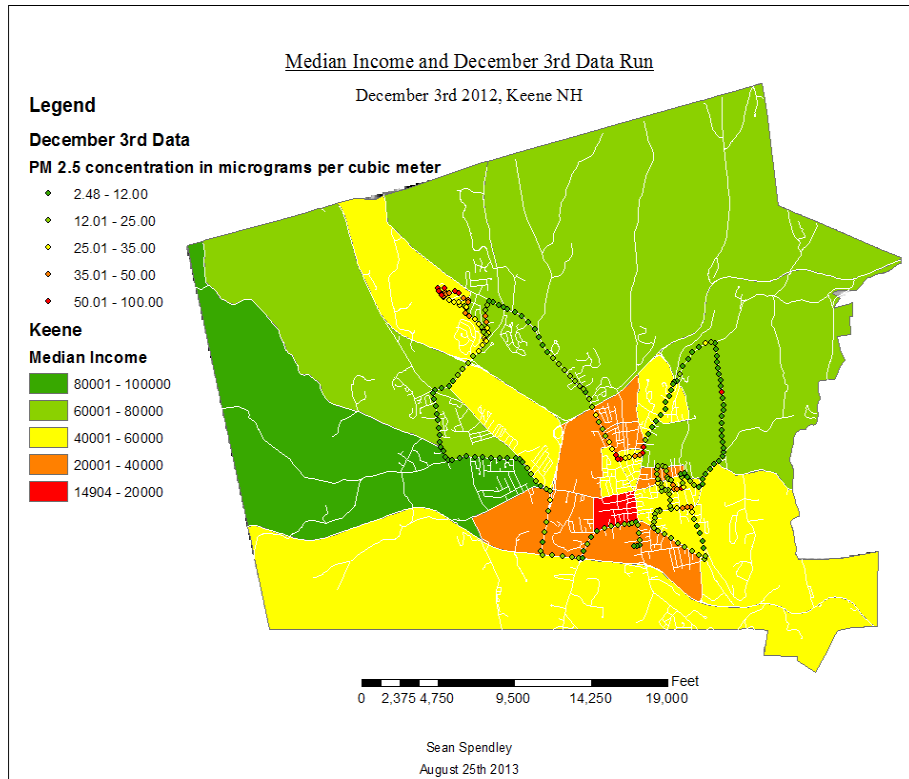 Median Income and December 3rd Data Run
December 3rd 2012, Keene NH
Legend
December 3rd Data
PM 2.5 concentration in micrograms per cubic meter
2.48 - 12.00
12.01 - 25.00
25.01 - 35.00
35.01 - 50.00
50.01 - 100.00
Keene
Median Income
80001 - 100000
60001 - 80000
40001 - 60000
20001 - 40000
14904 - 20000
Feet
0 2,375 4,750 9,500 14,250 19,000
Sean Spendley
August 25th 2013